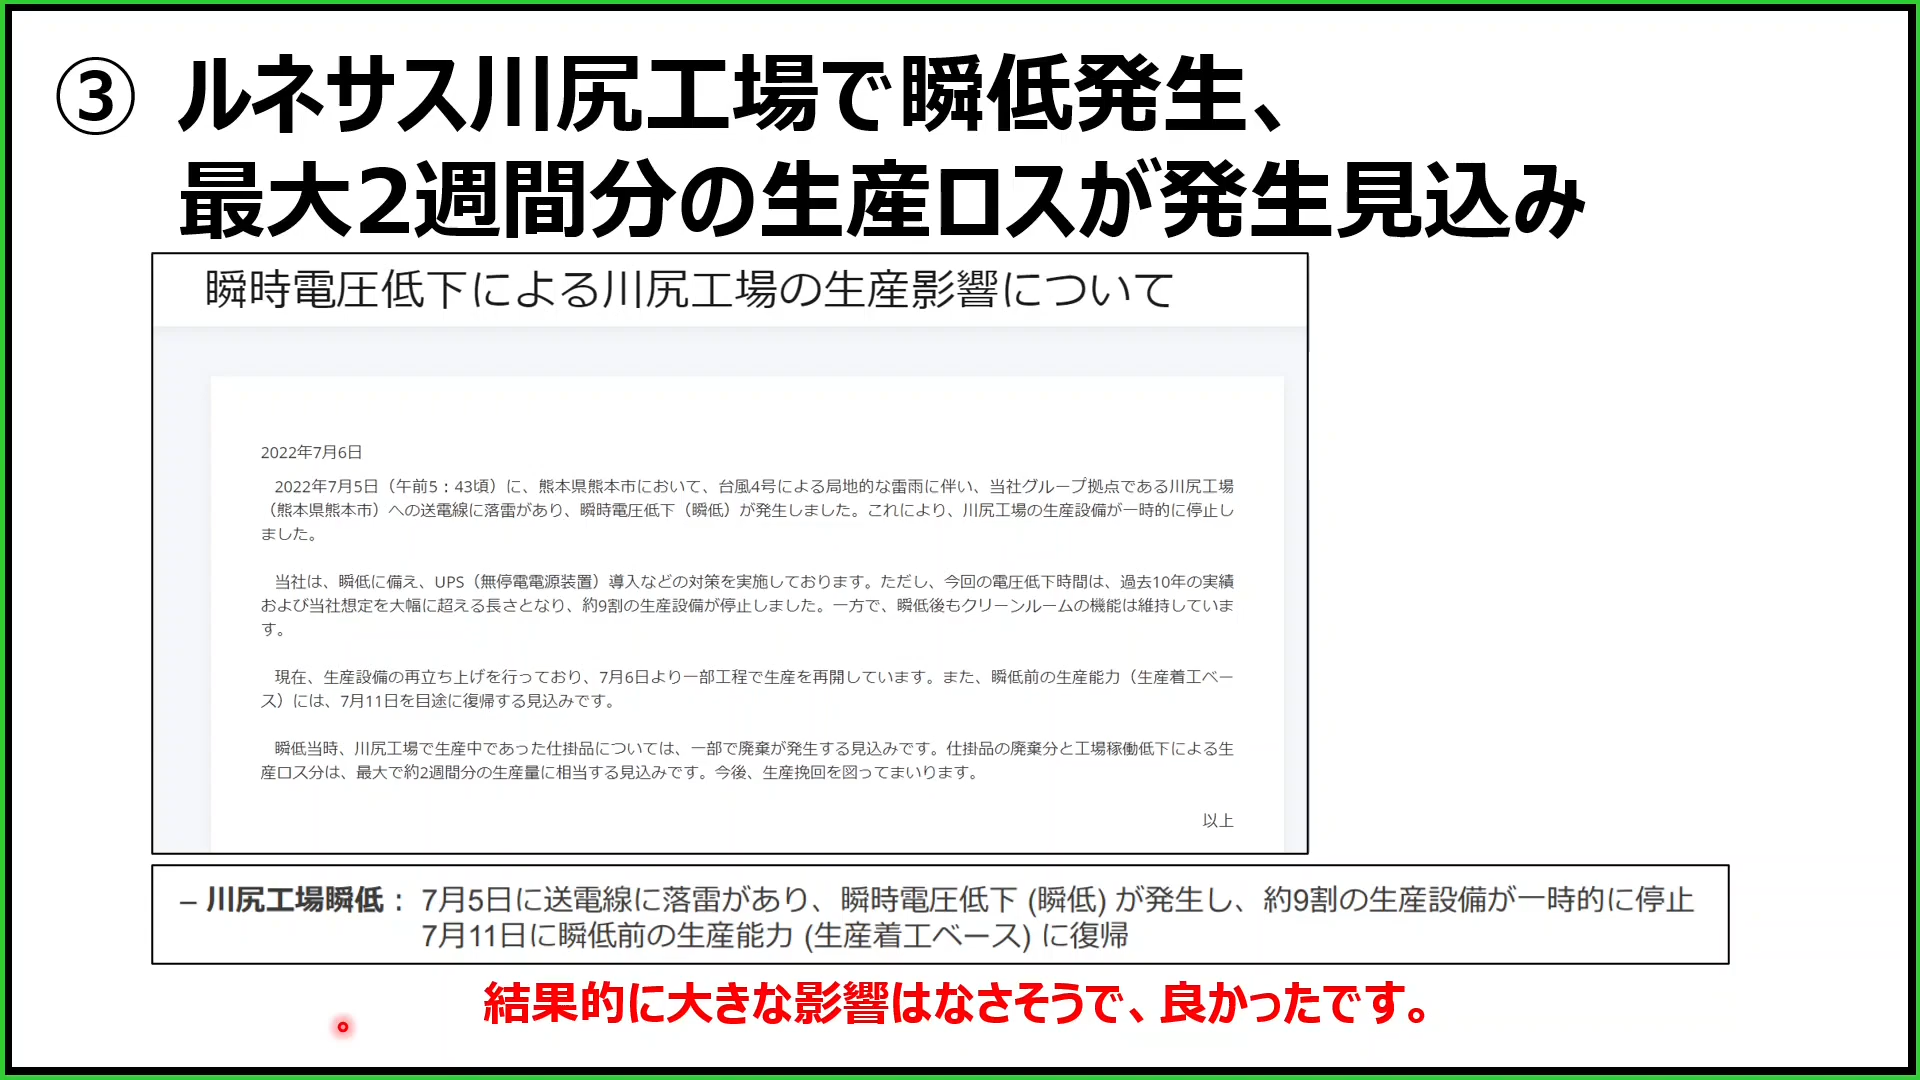 ③ ルネサス川尻工場で瞬低発生、
最大2週間分の生産ロスが発生見込み
瞬時電圧低下による川尻工場の生産影響について
2022年7月6日
2022年7月5日（午前5：43頃）に、熊本県熊本市において、台風4号による局地的な雷雨に伴い、当社グループ拠点である川尻工場
（熊本県熊本市）への送電線に落雷があり、瞬時電圧低下（瞬低）が発生しました。これにより、川尻工場の生産設備が一時的に停止し
ました。
当社は、瞬低に備え、UPS（無停電電源装置）導入などの対策を実施しております。ただし、今回の電圧低下時間は、過去10年の実績
および当社想定を大幅に超える長さとなり、約9割の生産設備が停止しました。一方で、瞬低後もクリーンルームの機能は維持していま
す。
現在、生産設備の再立ち上げを行っており、7月6日より一部工程で生産を再開しています。また、瞬低前の生産能力（生産着工ベー
ス）には、7月11日を目途に復帰する見込みです。
瞬低当時、川尻工場で生産中であった仕掛品については、一部で廃棄が発生する見込みです。仕掛品の廃棄分と工場稼働低下による生
産ロス分は、最大で約2週間分の生産量に相当する見込みです。今後、生産挽回を図ってまいります。
以上
– 川尻工場瞬低： 7月5日に送電線に落雷があり、瞬時電圧低下 (瞬低) が発生し、約9割の生産設備が一時的に停止
7月11日に瞬低前の生産能力 (生産着工ベース) に復帰
結果的に大きな影響はなさそうで、良かったです。